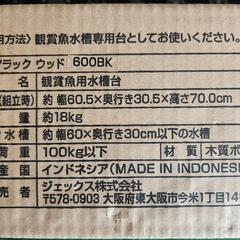 用方法〉観賞魚水槽専用台としてお使いください。
ブラック ウッド 600BK
観賞魚用水槽台
(組立時) 約 幅60.5×奥行き30.5×高さ70.0cm
約18kg
水槽 約 幅60×奥行き30cm以下の水槽
荷重 100kg以下 材 質 木質ボ
産 インドネシア(MADE IN INDONES
売者 ジェックス株式会社
〒578-0903 大阪府東大阪市今米1丁目14